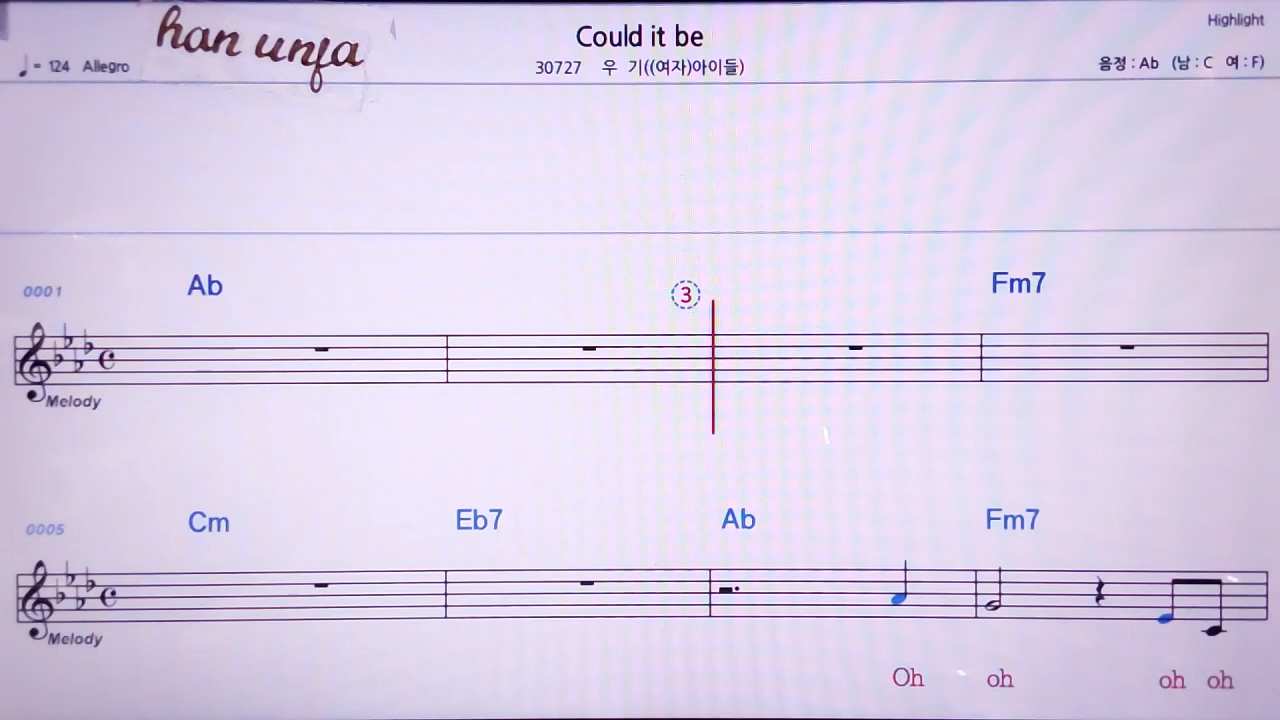 Highlight
han unfa
Could it be
♩= 124 Allegro
30727 우 기((여자)아이들)
음정 : Ab (남 : C 여 : F)
0001 Ab ③ Fm7
Melody
0005 Cm Eb7 Ab Fm7
Melody
Oh oh oh oh